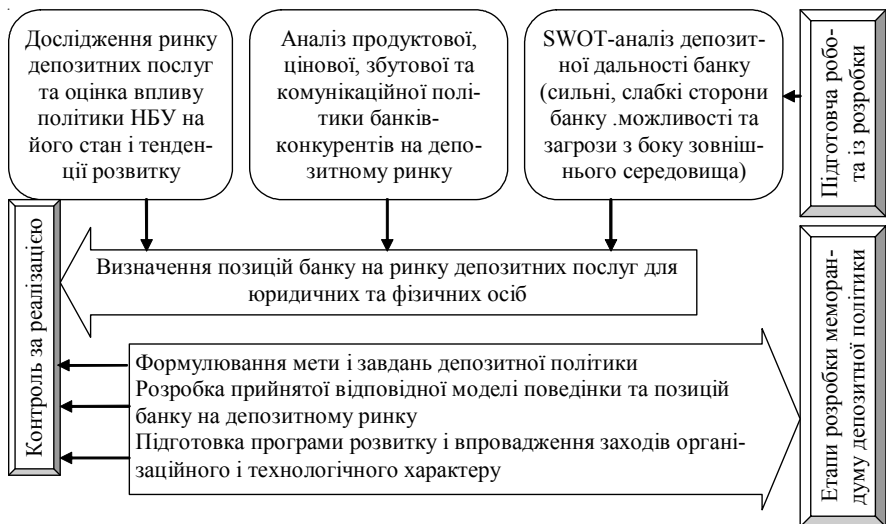 Дослідження ринку
депозитних послуг
та оцінка впливу
політики НБУ на
його стан і тенден-
ції розвитку
Аналіз продуктової,
цінової, збутової та
комунікаційної полі-
тики банків-
конкурентів на депо-
зитному ринку
SWOT-аналіз депозит-
ної дальності банку
(сильні, слабкі сторони
банку .можливості та
загрози з боку зовніш-
нього середовища)
Підготовча робо-
та із розробки
Контроль за реалізацією
Визначення позицій банку на ринку депозитних послуг для
юридичних та фізичних осіб
Формулювання мети і завдань депозитної політики
Розробка прийнятої відповідної моделі поведінки та позицій
банку на депозитному ринку
Підготовка програми розвитку і впровадження заходів органі-
заційного і технологічного характеру
Етапи розробки меморан-
думу депозитної політики